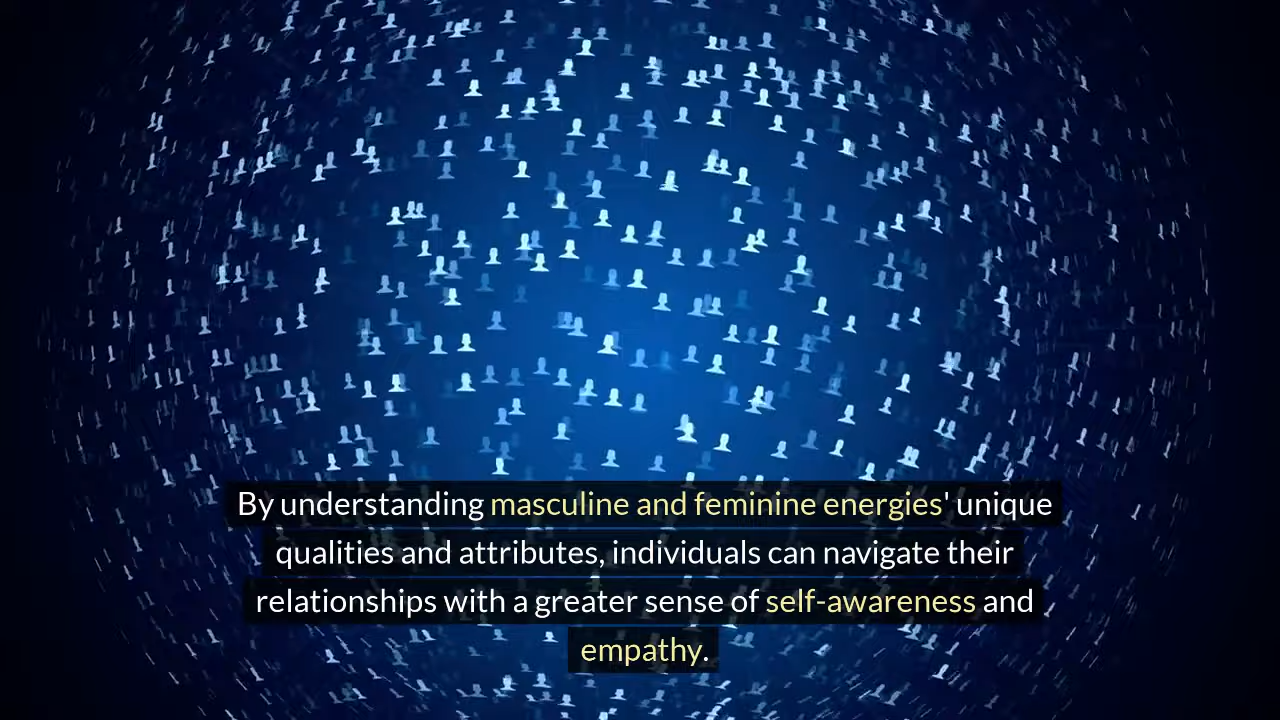 By understanding masculine and feminine energies' unique
qualities and attributes, individuals can navigate their
relationships with a greater sense of self-awareness and
empathy.